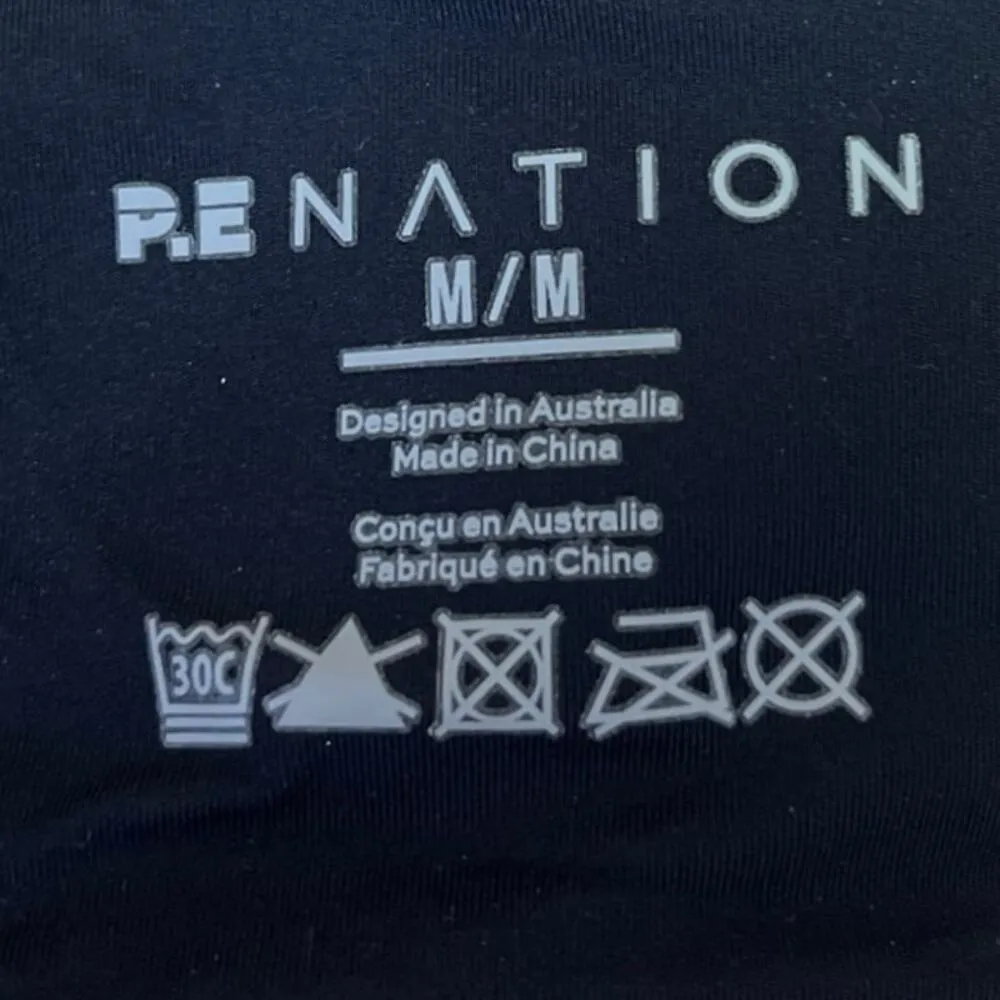 P.E NATION
M/M
Designed in Australia
Made in China
Conçu en Australie
Fabriqué en Chine
30C